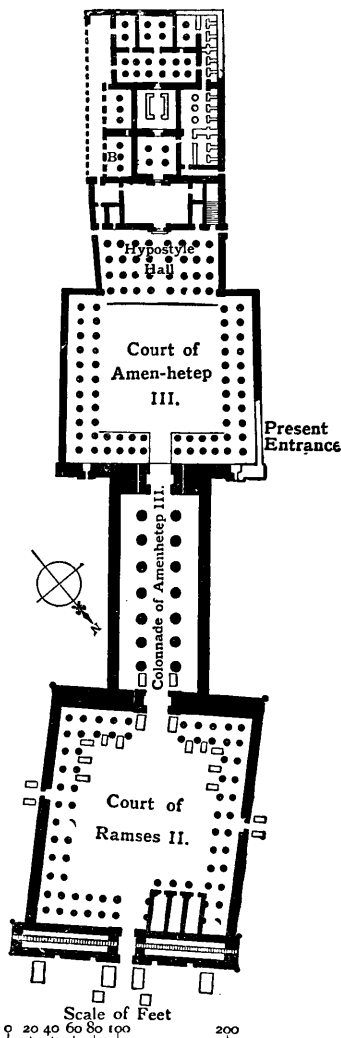 B
Hypostyle
Hall
Court of
Amen-hetep
III.
Present
Entrance
Colonnade of Amenhetep III.
N
Court of
Ramses II.
Scale of Feet
0 20 40 60 80 100 200